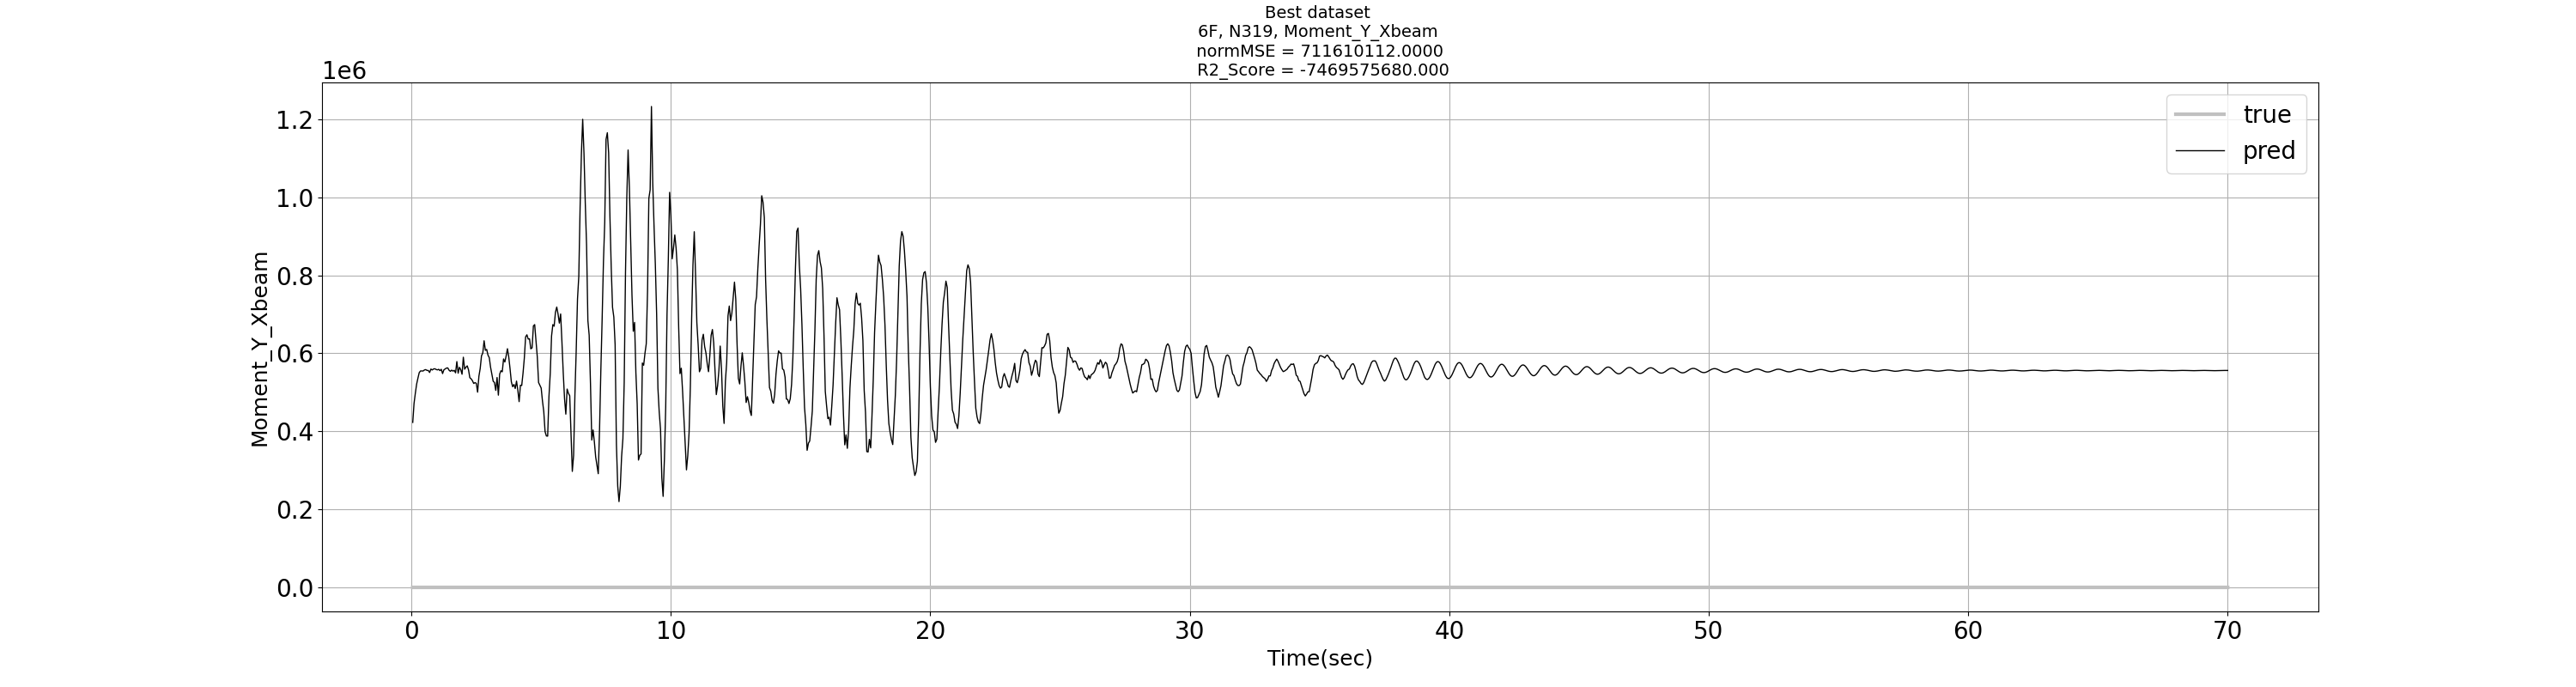 Best dataset
6F, N319, Moment_Y_Xbeam
normMSE = 711610112.0000
R2_Score = -7469575680.000
1e6
true
pred
1.2
1.0
0.8
0.6
0.4
0.2
0.0
Moment_Y_Xbeam
0 10 20 30 40 50 60 70
Time(sec)